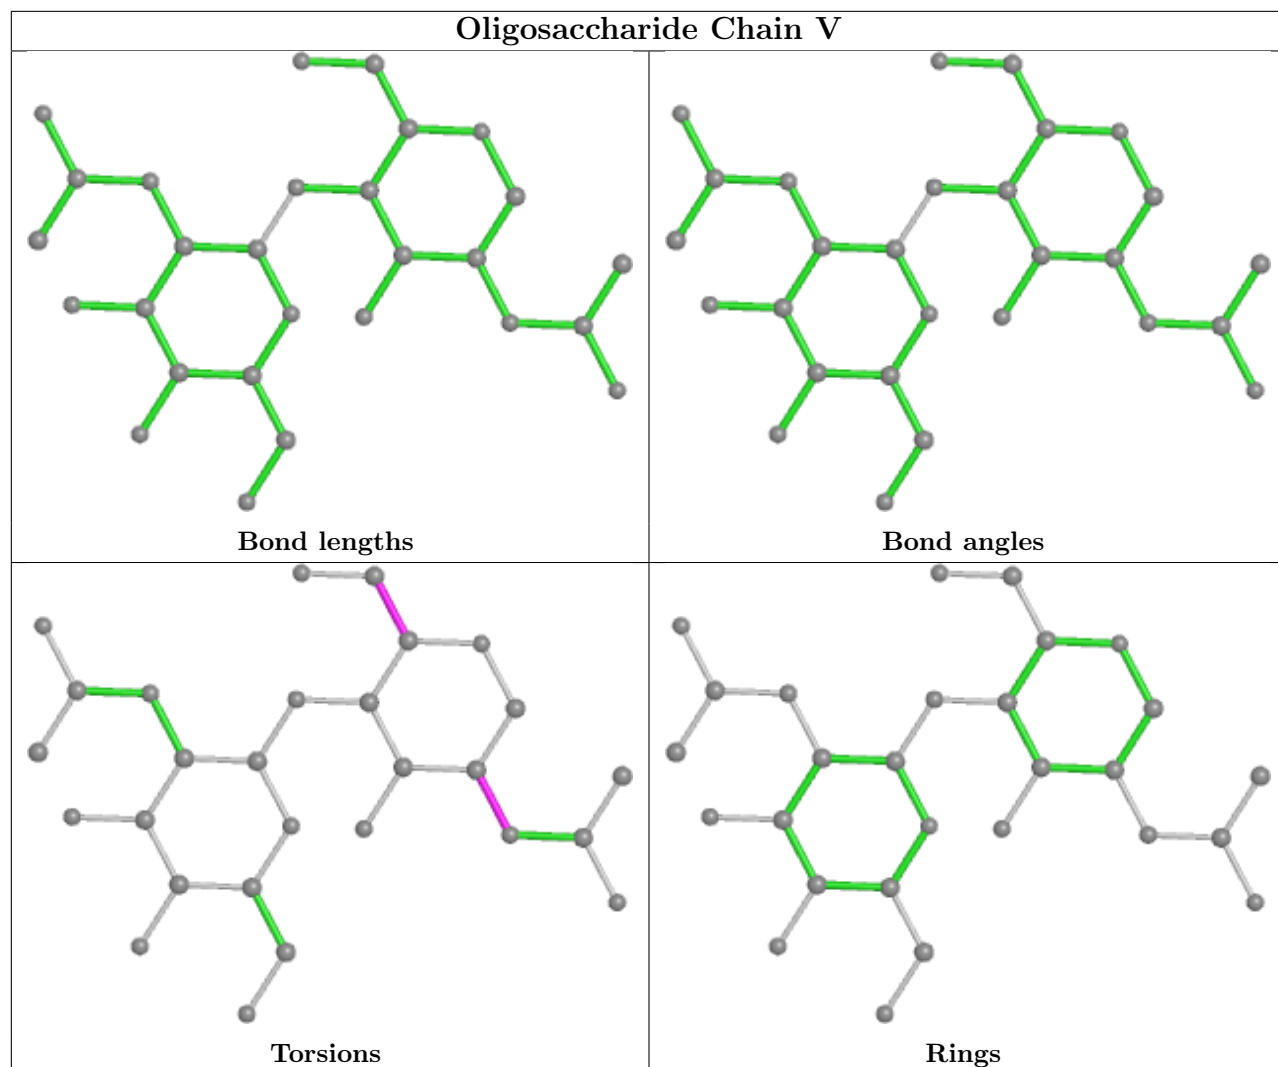 Oligosaccharide Chain V
Bond lengths
Bond angles
Torsions
Rings